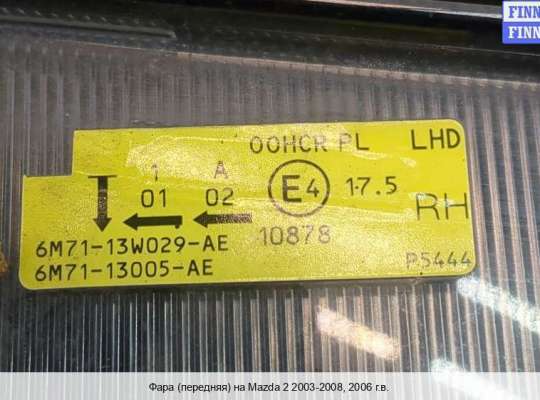 FINN
FINN
00HCR PL LHD
1 A
01 02
E4 17.5
RH
6M71-13W029-AE 10878
6M71-13005-AE P5444
Фара (передняя) на Mazda 2 2003-2008, 2006 г.в.